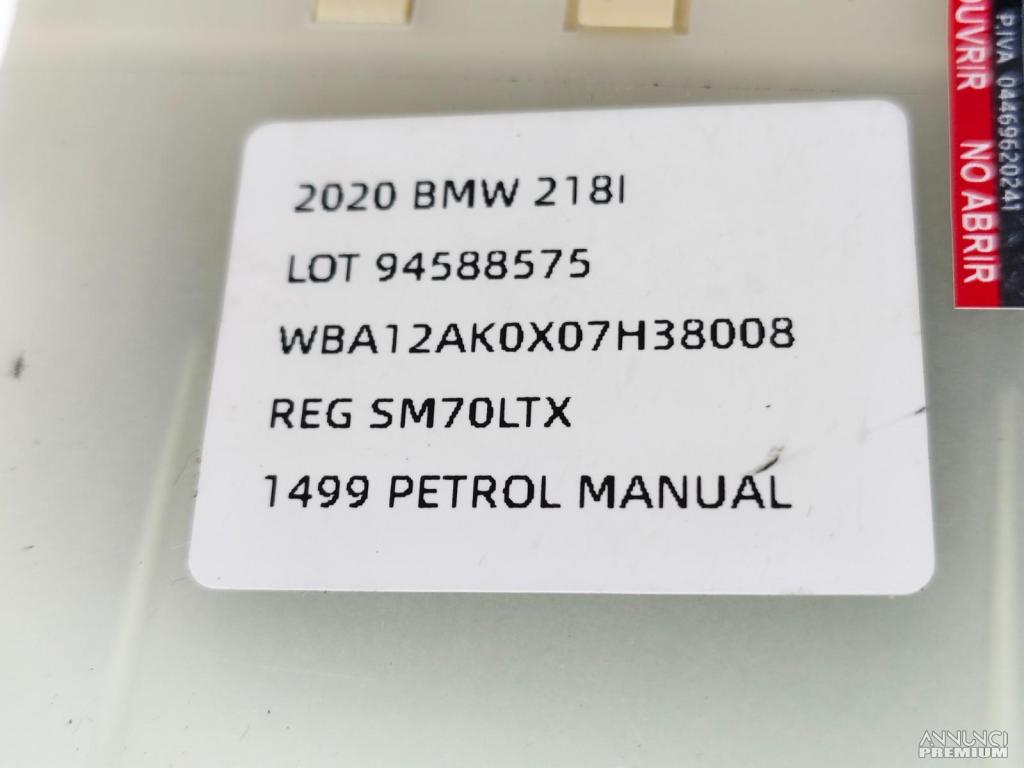 2020 BMW 218I
LOT 94588575
WBA12AK0X07H38008
REG SM70LTX
1499 PETROL MANUAL
OUVRIR NO ABRIR
P.IVA 04469620241
ANNUNCI
PREMIUM